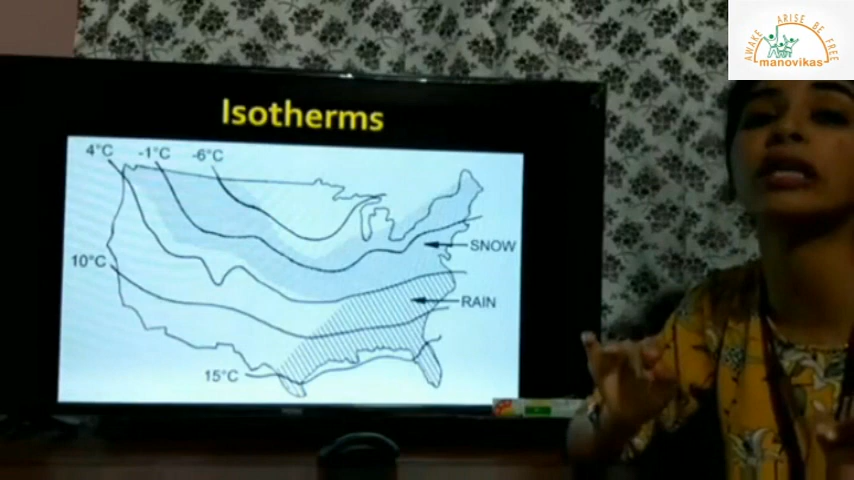 AWAKE ARISE BE FREE
manovikas
Isotherms
4°C -1°C -6°C
SNOW
10°C
RAIN
15°C